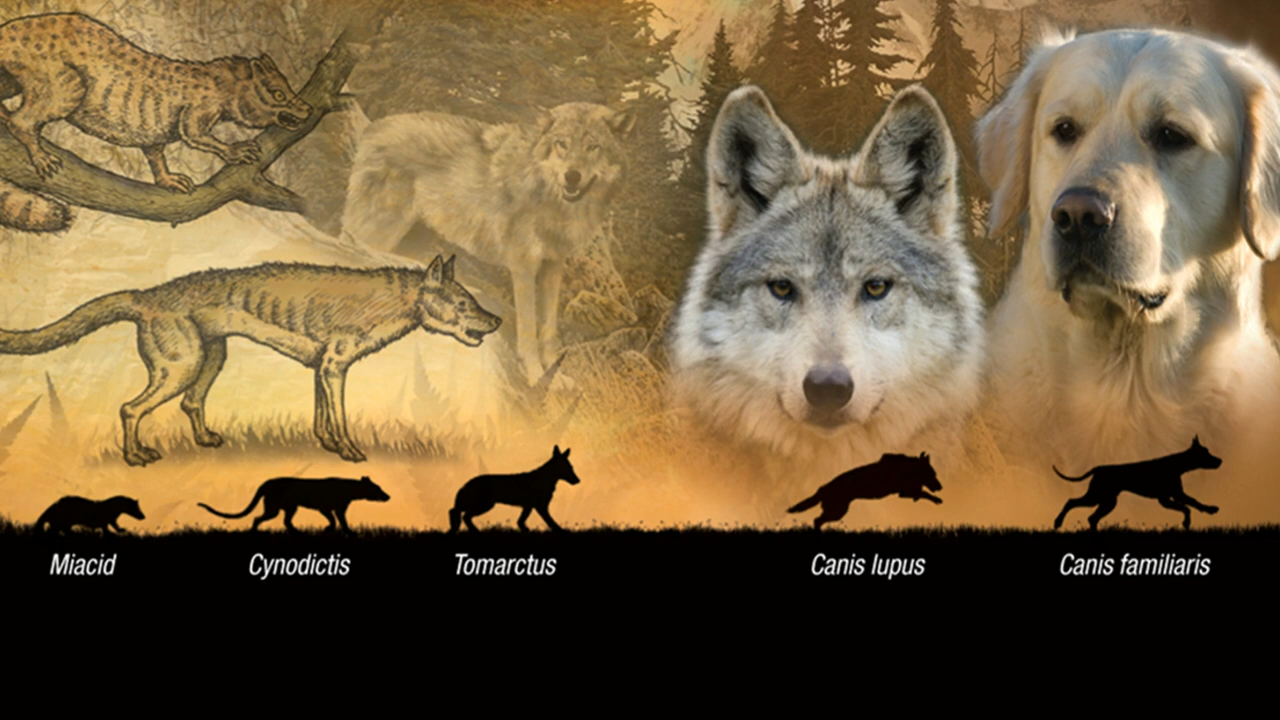 Miacid
Cynodictis
Tomarctus
Canis lupus
Canis familiaris